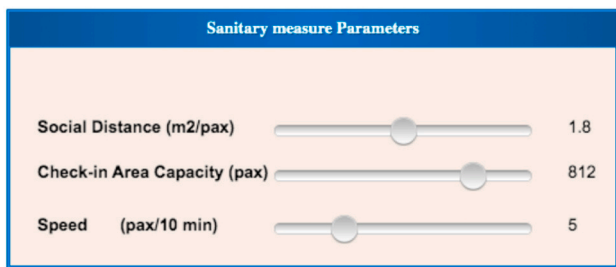 Sanitary measure Parameters
Social Distance (m2/pax) 1.8
Check-in Area Capacity (pax) 812
Speed (pax/10 min) 5